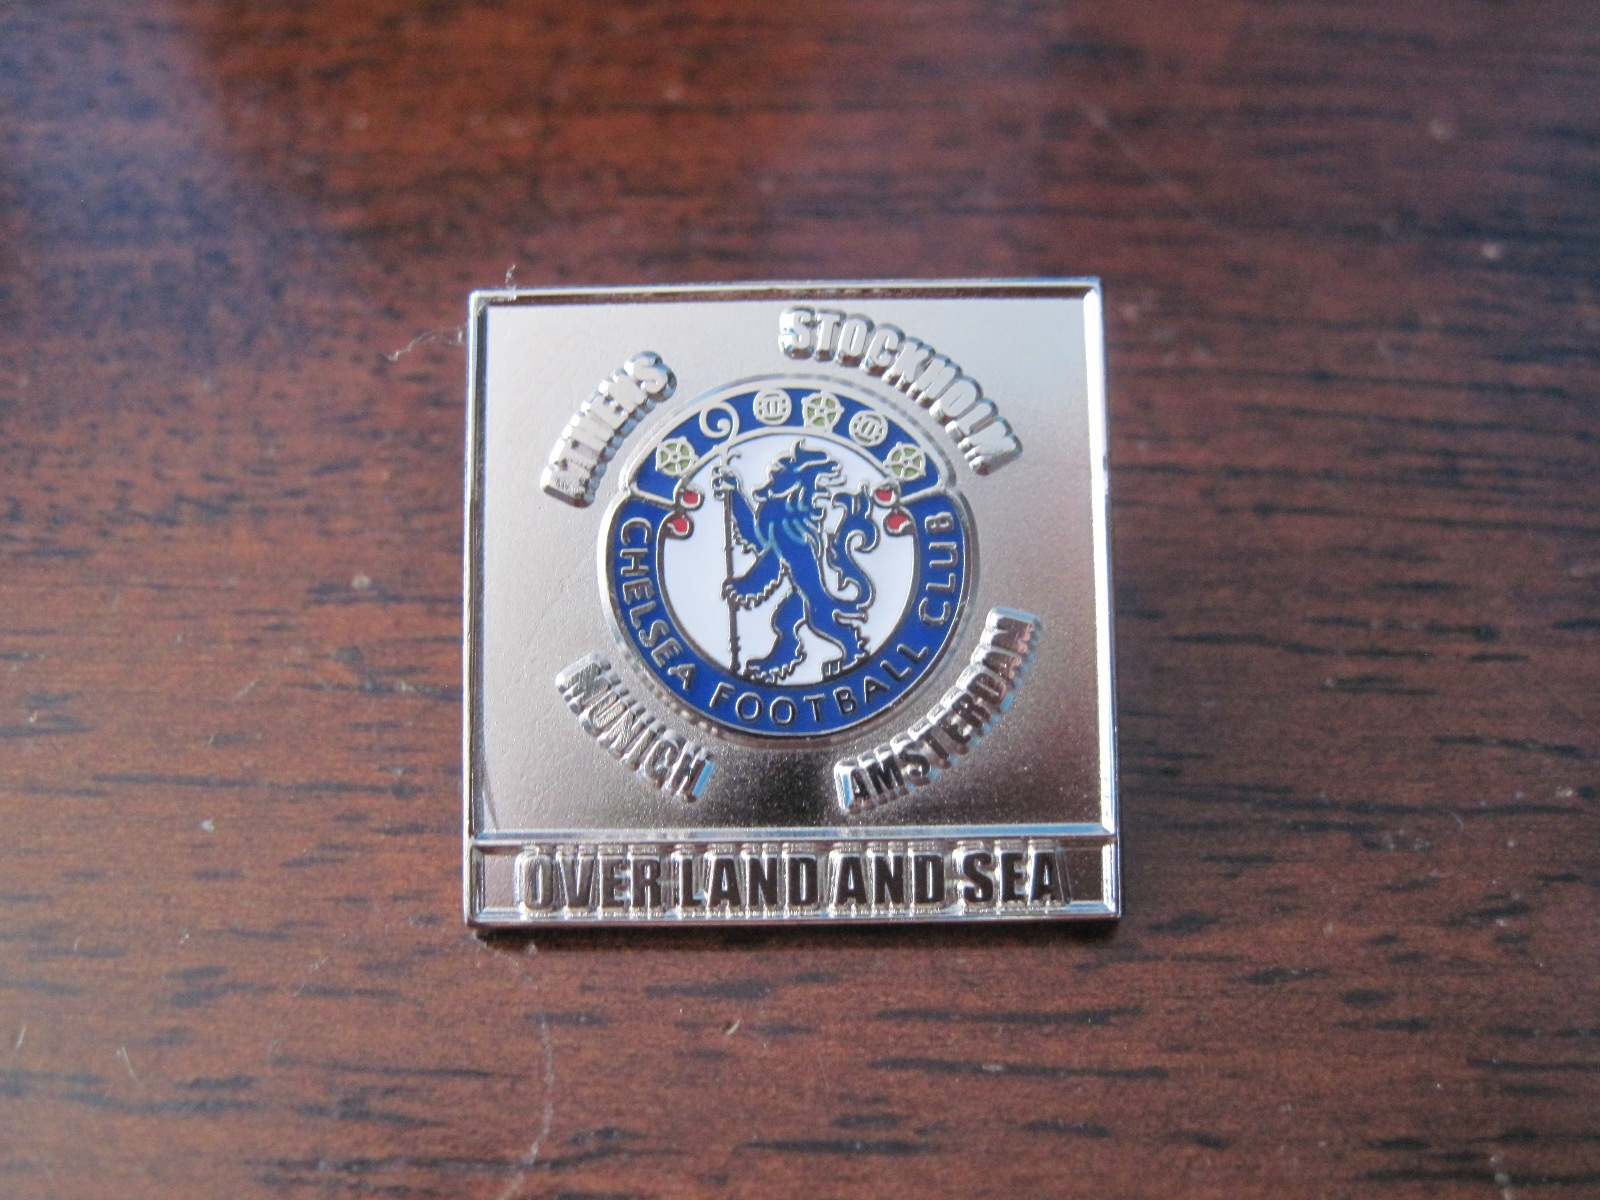 ATHENS
STOCKHOLM
CHELSEA FOOTBALL CLUB
MUNICH
AMSTERDAM
OVER LAND AND SEA